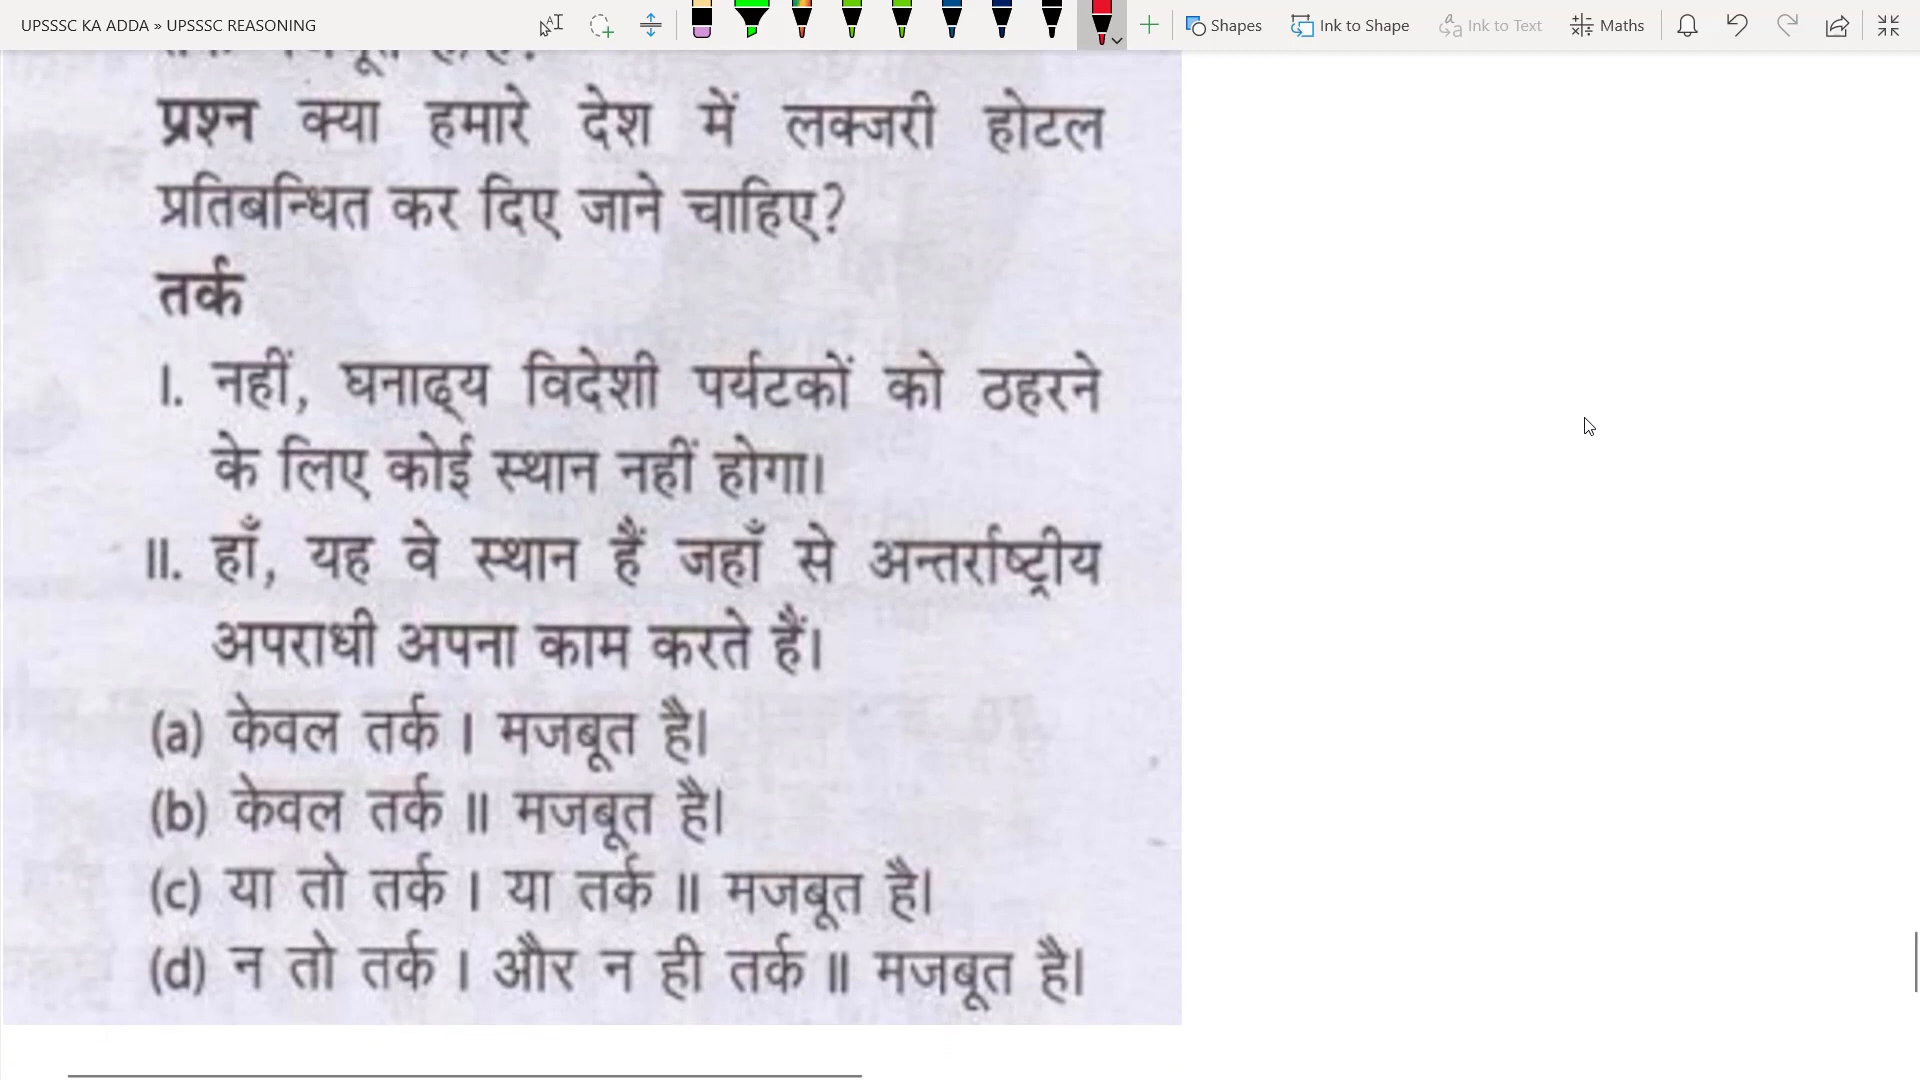 UPSSSC KA ADDA » UPSSSC REASONING
Shapes
Ink to Shape
Ink to Text
Maths
प्रश्न क्या हमारे देश में लक्जरी होटल
प्रतिबन्धित कर दिए जाने चाहिए?
तर्क
I. नहीं, घनाढ्य विदेशी पर्यटकों को ठहरने
के लिए कोई स्थान नहीं होगा।
II. हाँ, यह वे स्थान हैं जहाँ से अन्तर्राष्ट्रीय
अपराधी अपना काम करते हैं।
(a) केवल तर्क I मजबूत है।
(b) केवल तर्क II मजबूत है।
(c) या तो तर्क I या तर्क II मजबूत है।
(d) न तो तर्क I और न ही तर्क II मजबूत है।